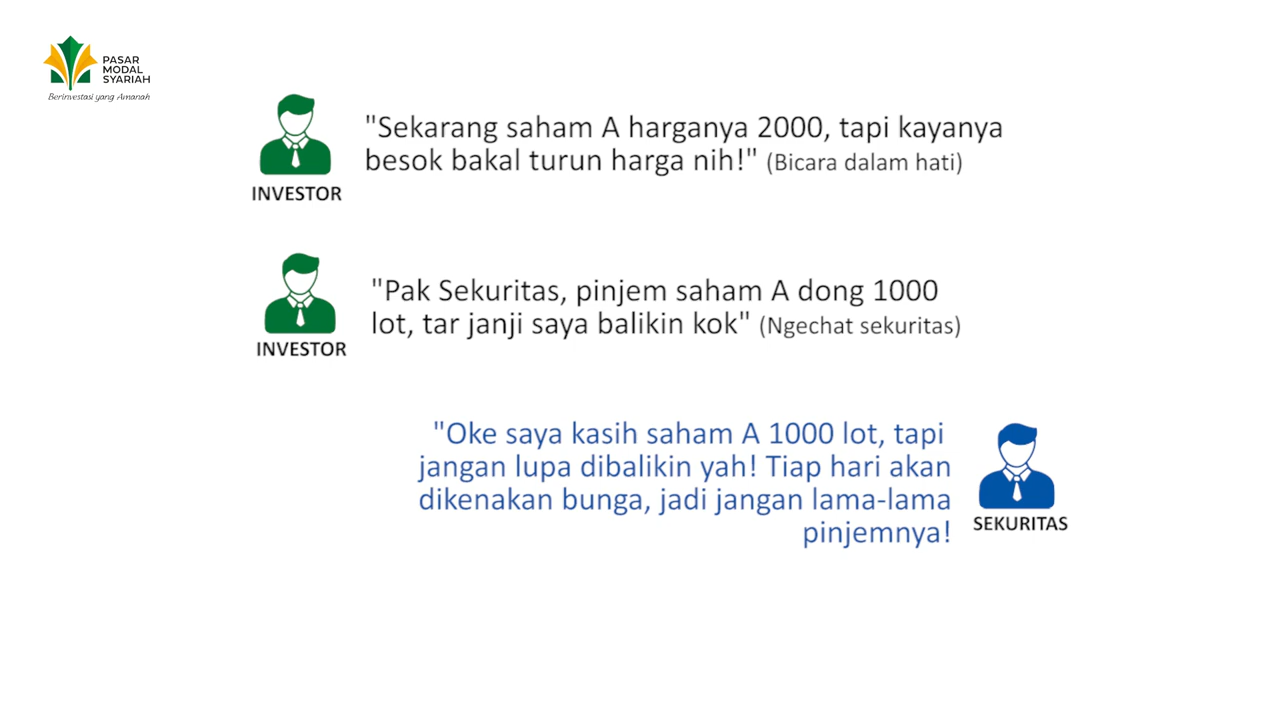 PASAR
MODAL
SYARIAH
Berinvestasi yang Amanah
"Sekarang saham A harganya 2000, tapi kayanya
besok bakal turun harga nih!" (Bicara dalam hati)
INVESTOR
"Pak Sekuritas, pinjem saham A dong 1000
lot, tar janji saya balikin kok" (Ngechat sekuritas)
INVESTOR
"Oke saya kasih saham A 1000 lot, tapi
jangan lupa dibalikin yah! Tiap hari akan
dikenakan bunga, jadi jangan lama-lama
pinjemnya!
SEKURITAS